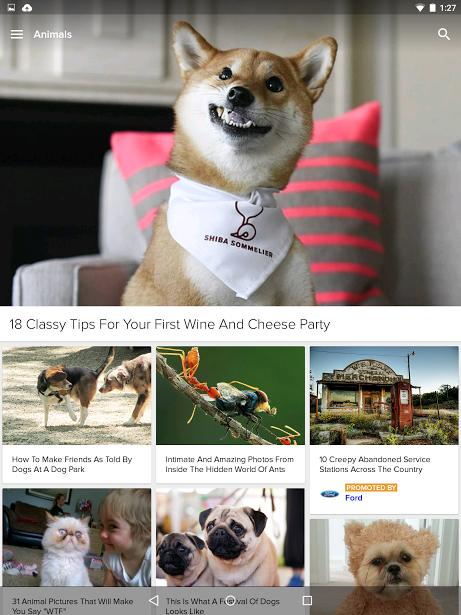 1:27
Animals
SHIBA SOMMELIER
18 Classy Tips For Your First Wine And Cheese Party
How To Make Friends As Told By
Dogs At A Dog Park
Intimate And Amazing Photos From
Inside The Hidden World Of Ants
MERCHANDISE
10 Creepy Abandoned Service
Stations Across The Country
Ford
PROMOTED BY
Ford
31 Animal Pictures That Will Make
You Say "WTF"
This Is What A Festival Of Dogs
Looks Like